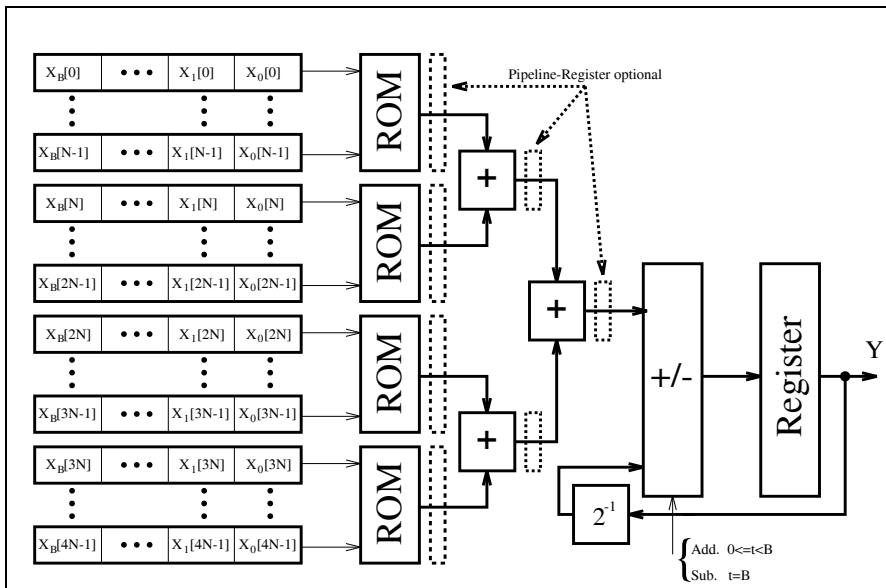 X_B[0] ••• X_1[0] X_0[0]
X_B[N-1] ••• X_1[N-1] X_0[N-1]
ROM
Pipeline-Register optional
+
X_B[N] ••• X_1[N] X_0[N]
X_B[2N-1] ••• X_1[2N-1] X_0[2N-1]
ROM
+
X_B[2N] ••• X_1[2N] X_0[2N]
X_B[3N-1] ••• X_1[3N-1] X_0[3N-1]
ROM
+
X_B[3N] ••• X_1[3N] X_0[3N]
X_B[4N-1] ••• X_1[4N-1] X_0[4N-1]
ROM
+/-
Register
Y
2^-1
Add. 0<=t<B
Sub. t=B